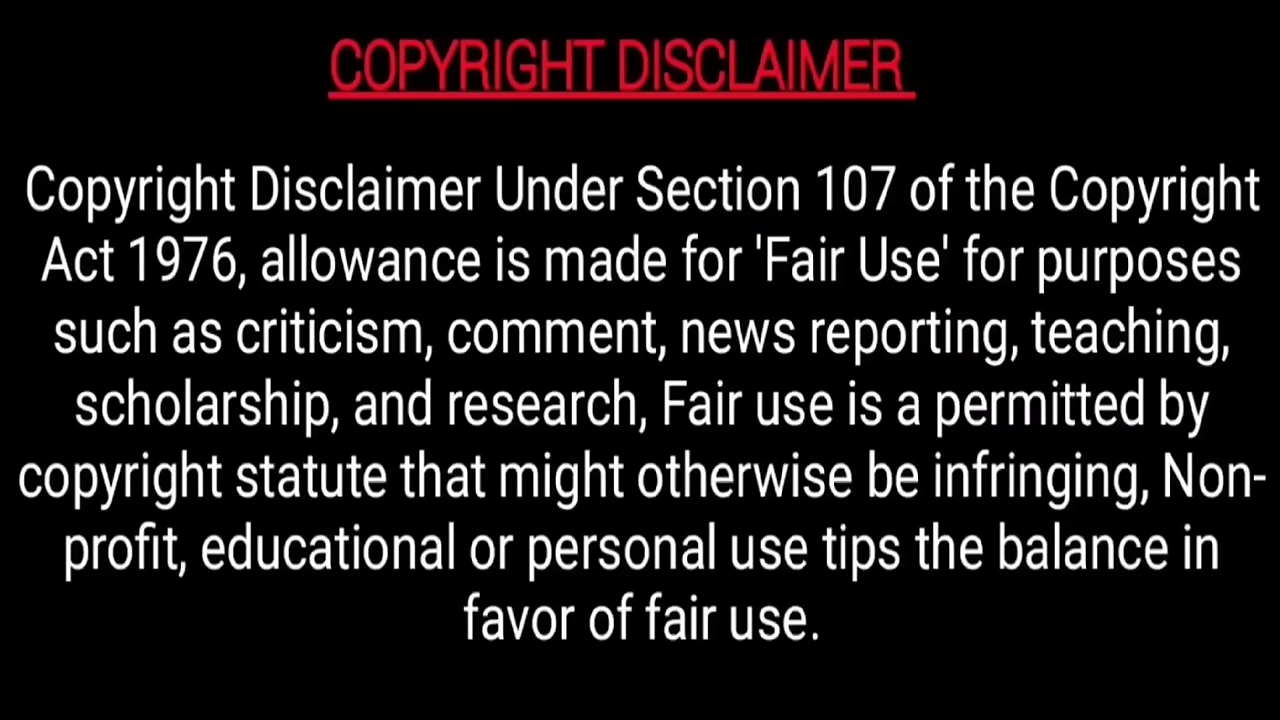 COPYRIGHT DISCLAIMER
Copyright Disclaimer Under Section 107 of the Copyright
Act 1976, allowance is made for 'Fair Use' for purposes
such as criticism, comment, news reporting, teaching,
scholarship, and research, Fair use is a permitted by
copyright statute that might otherwise be infringing, Non-
profit, educational or personal use tips the balance in
favor of fair use.